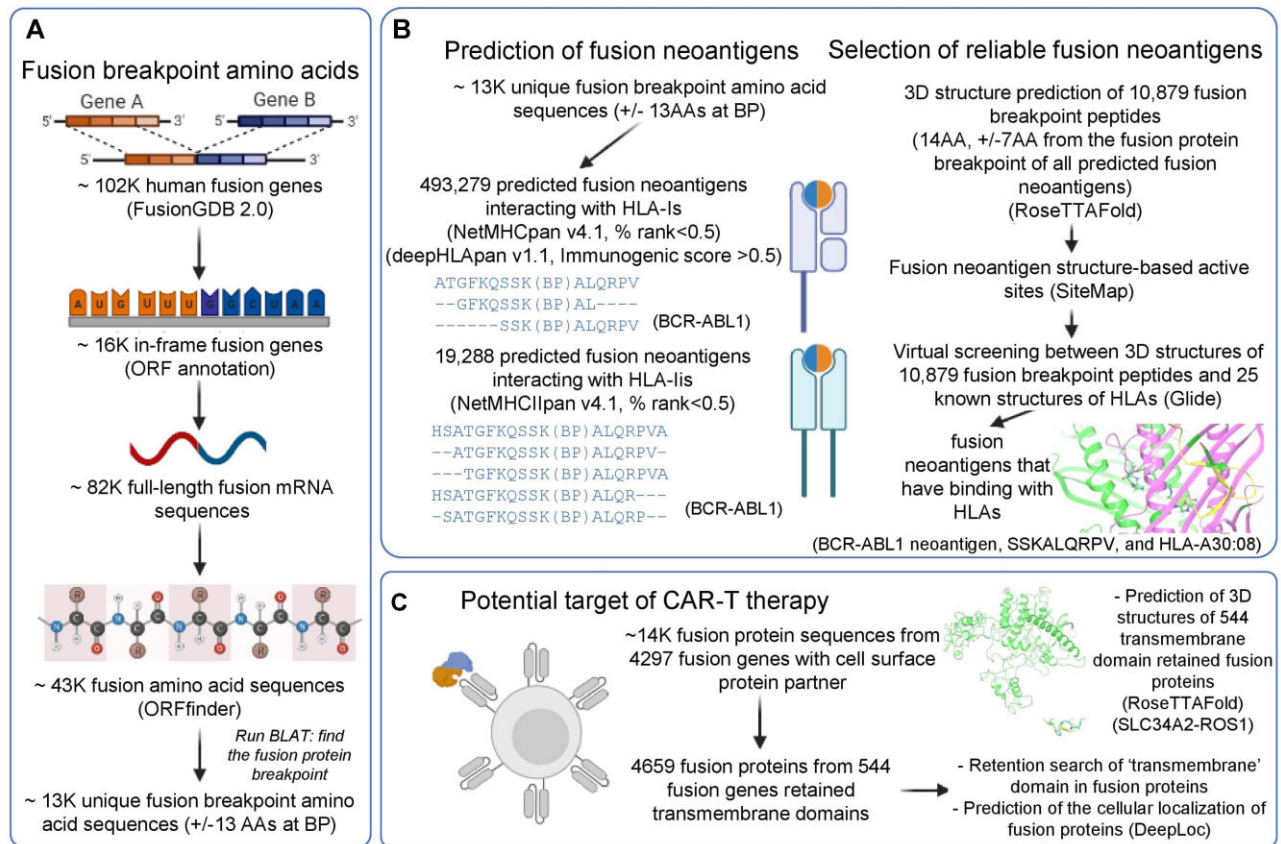 A
Fusion breakpoint amino acids
Gene A
Gene B
5'
3'
5'
3'
5'
3'
~ 102K human fusion genes
(FusionGDB 2.0)
A U G U U U G G C U A A
~ 16K in-frame fusion genes
(ORF annotation)
~ 82K full-length fusion mRNA
sequences
~ 43K fusion amino acid sequences
(ORFfinder)
Run BLAT: find
the fusion protein
breakpoint
~ 13K unique fusion breakpoint amino
acid sequences (+/-13 AAs at BP)
B
Prediction of fusion neoantigens
~ 13K unique fusion breakpoint amino acid
sequences (+/- 13AAs at BP)
493,279 predicted fusion neoantigens
interacting with HLA-Is
(NetMHCpan v4.1, % rank<0.5)
(deepHLApan v1.1, Immunogenic score >0.5)
ATGFKQSSK(BP)ALQRPV
--GFKQSSK(BP)AL----
------SSK(BP)ALQRPV
(BCR-ABL1)
19,288 predicted fusion neoantigens
interacting with HLA-Iis
(NetMHCIIpan v4.1, % rank<0.5)
HSATGFKQSSK(BP)ALQRPVA
--ATGFKQSSK(BP)ALQRPV-
---TGFKQSSK(BP)ALQRPVA
HSATGFKQSSK(BP)ALQR---
-SATGFKQSSK(BP)ALQRP--
(BCR-ABL1)
Selection of reliable fusion neoantigens
3D structure prediction of 10,879 fusion
breakpoint peptides
(14AA, +/-7AA from the fusion protein
breakpoint of all predicted fusion
neoantigens)
(RoseTTAFold)
Fusion neoantigen structure-based active
sites (SiteMap)
Virtual screening between 3D structures of
10,879 fusion breakpoint peptides and 25
known structures of HLAs (Glide)
fusion
neoantigens that
have binding with
HLAs
(BCR-ABL1 neoantigen, SSKALQRPV, and HLA-A30:08)
C
Potential target of CAR-T therapy
~14K fusion protein sequences from
4297 fusion genes with cell surface
protein partner
4659 fusion proteins from 544
fusion genes retained
transmembrane domains
- Prediction of 3D
structures of 544
transmembrane
domain retained fusion
proteins
(RoseTTAFold)
(SLC34A2-ROS1)
- Retention search of 'transmembrane'
domain in fusion proteins
- Prediction of the cellular localization of
fusion proteins (DeepLoc)